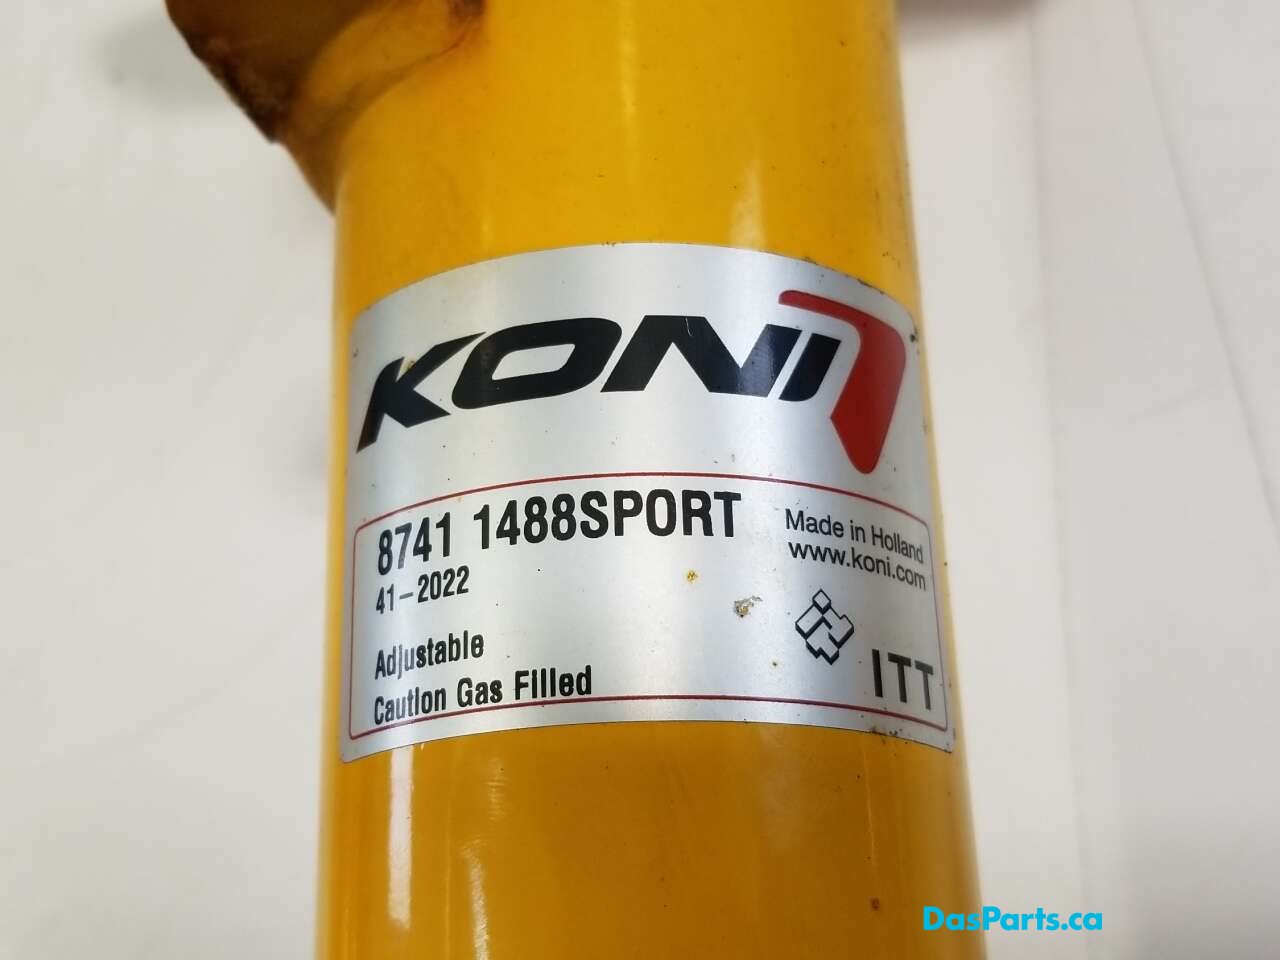 KONI
8741 1488SPORT
41-2022
Adjustable
Caution Gas Filled
Made in Holland
www.koni.com
ITT
DasParts.ca